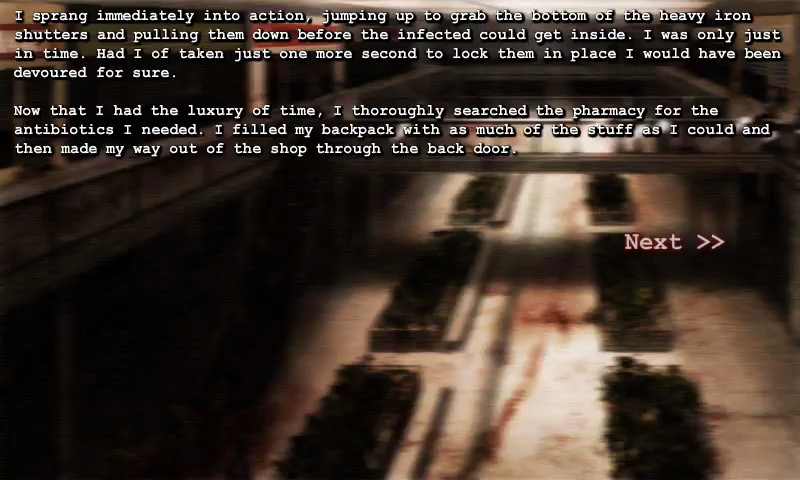 I sprang immediately into action, jumping up to grab the bottom of the heavy iron
shutters and pulling them down before the infected could get inside. I was only just
in time. Had I of taken just one more second to lock them in place I would have been
devoured for sure.
Now that I had the luxury of time, I thoroughly searched the pharmacy for the
antibiotics I needed. I filled my backpack with as much of the stuff as I could and
then made my way out of the shop through the back door.
Next >>